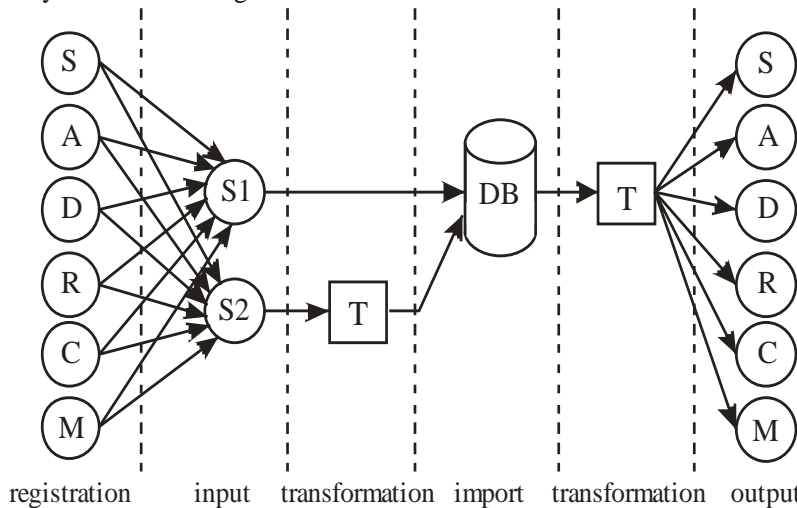 S
A
D
R
C
M
S1
S2
T
DB
T
S
A
D
R
C
M
registration input transformation import transformation output